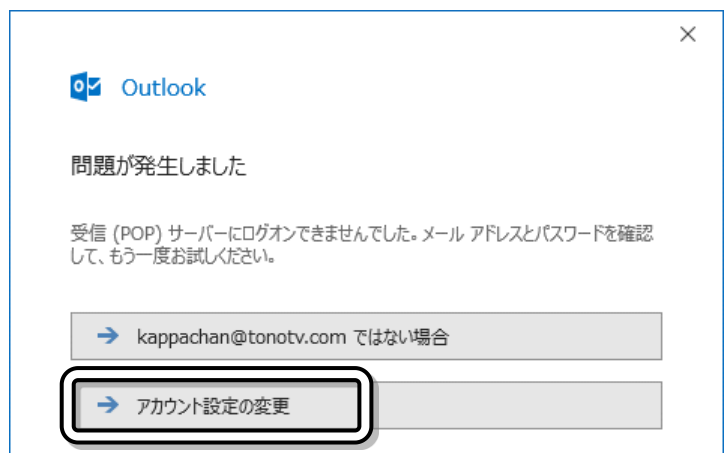 Outlook
問題が発生しました
受信 (POP) サーバーにログオンできませんでした。メール アドレスとパスワードを確認
して、もう一度お試しください。
kappachan@tonotv.com ではない場合
アカウント設定の変更